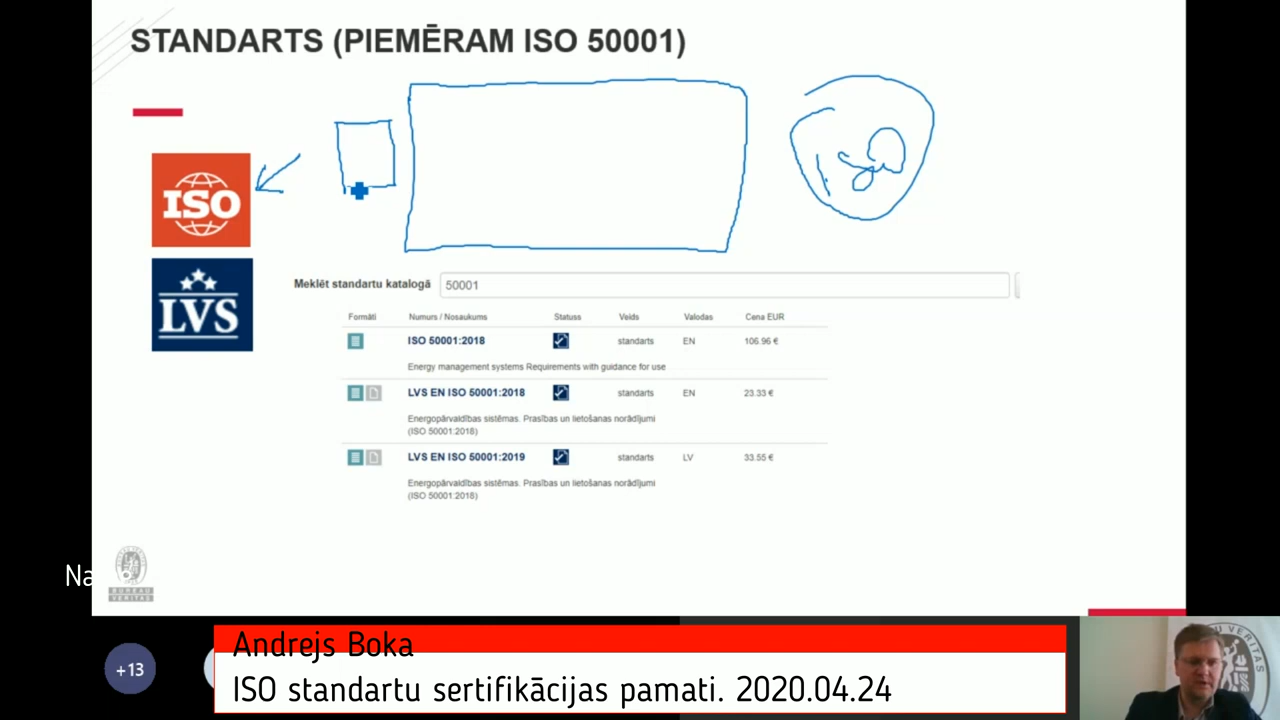 STANDARTS (PIEMĒRAM ISO 50001)
ISO
LVS
Meklēt standartu katalogā 50001
Formāti Numurs / Nosaukums Statuss Veids Valodas Cena EUR
ISO 50001:2018 standarts EN 106.96 €
Energy management systems Requirements with guidance for use
LVS EN ISO 50001:2018 standarts EN 23.33 €
Energopārvaldības sistēmas. Prasības un lietošanas norādījumi
(ISO 50001:2018)
LVS EN ISO 50001:2019 standarts LV 33.55 €
Energopārvaldības sistēmas. Prasības un lietošanas norādījumi
(ISO 50001:2018)
Na
BUREAU
VERITAS
+13
Andrejs Boka
ISO standartu sertifikācijas pamati. 2020.04.24